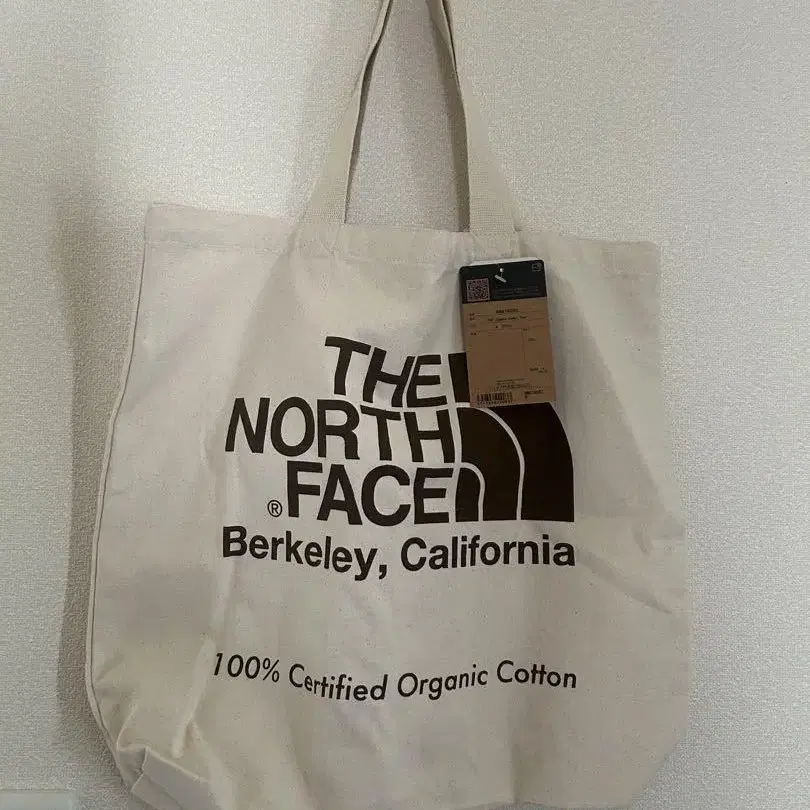 THE
NORTH
FACE
®
Berkeley, California
100% Certified Organic Cotton